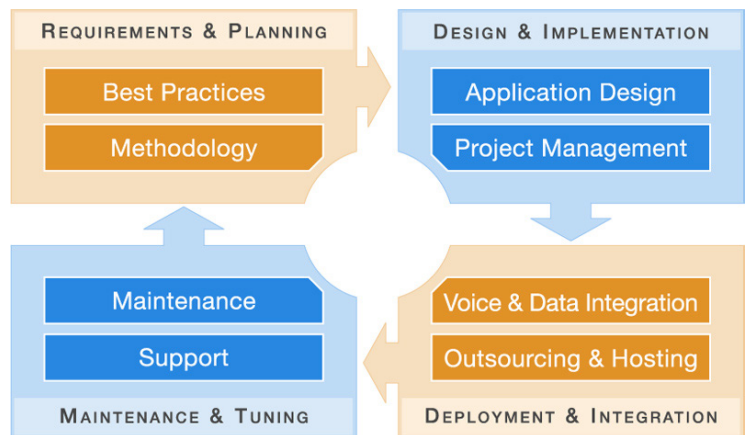 REQUIREMENTS & PLANNING
Best Practices
Methodology
DESIGN & IMPLEMENTATION
Application Design
Project Management
Maintenance
Support
MAINTENANCE & TUNING
Voice & Data Integration
Outsourcing & Hosting
DEPLOYMENT & INTEGRATION